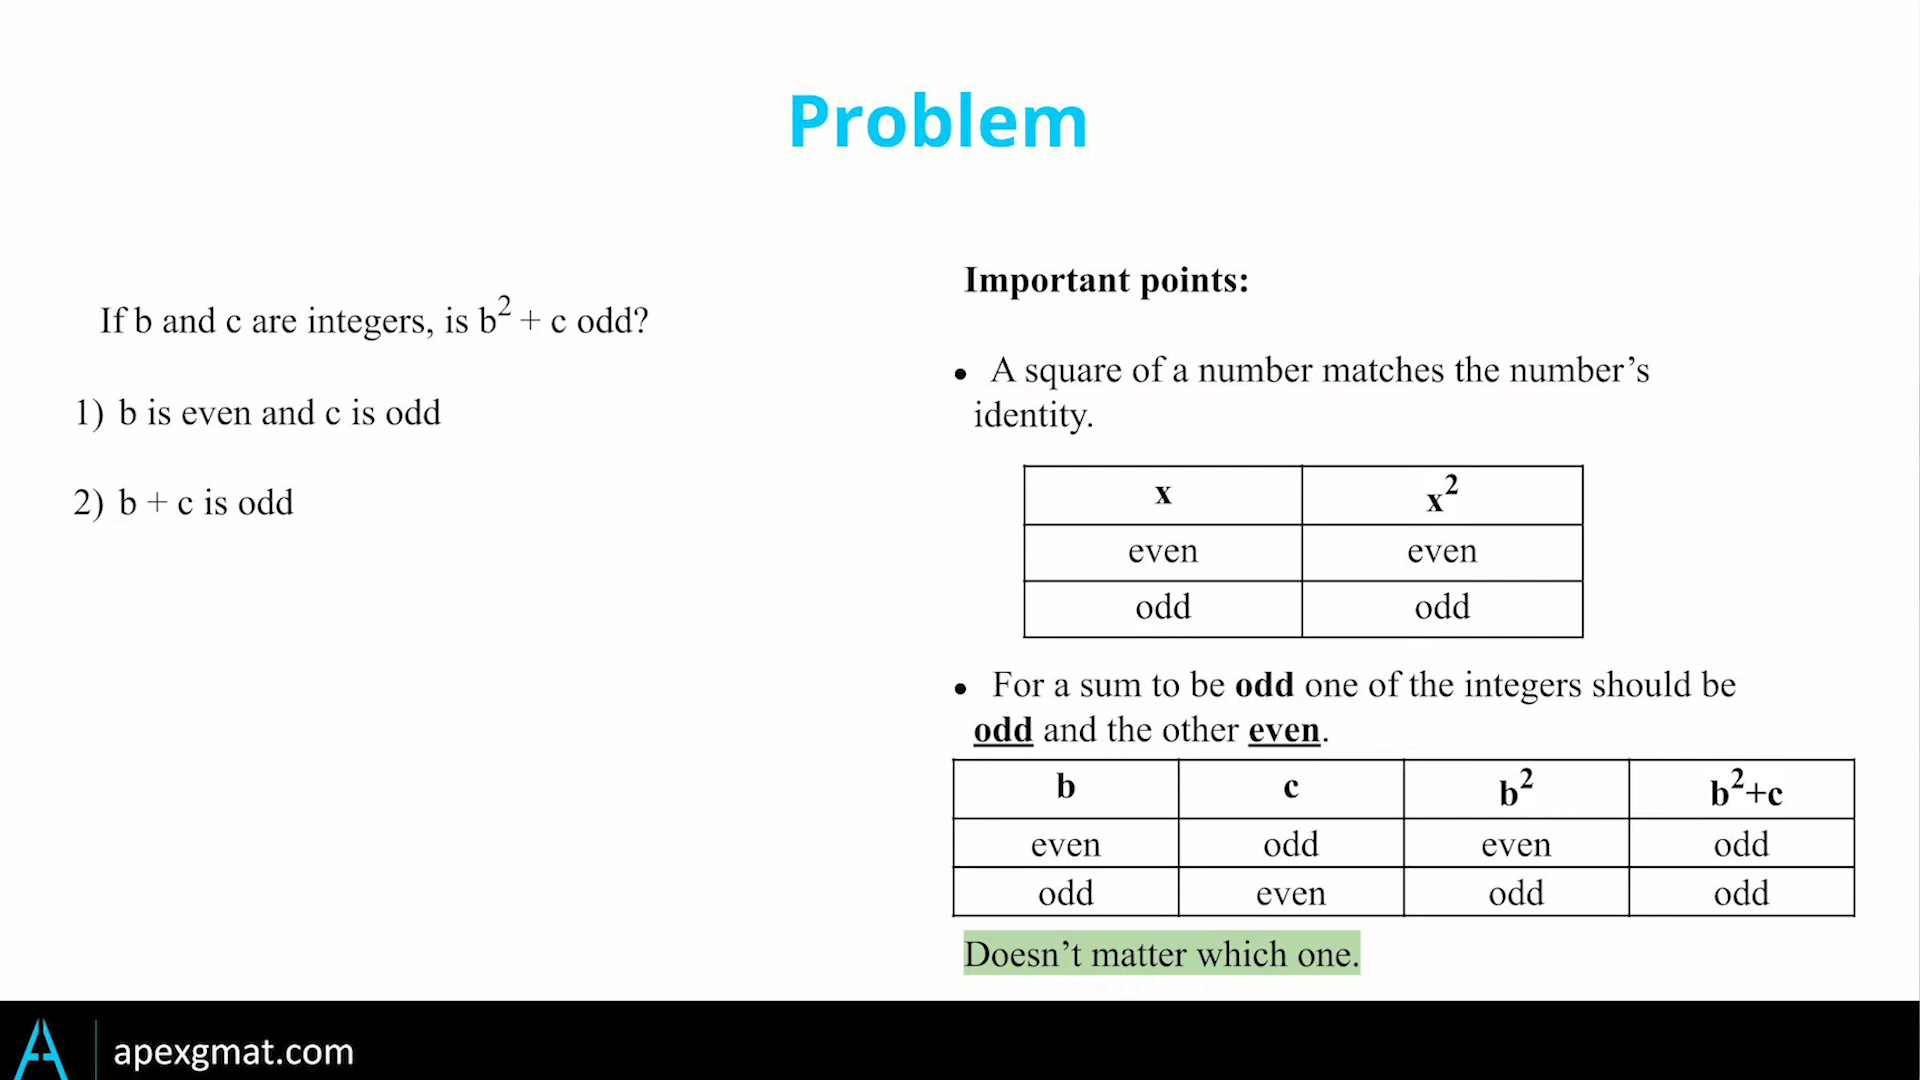 Problem
If b and c are integers, is b² + c odd?
1) b is even and c is odd
2) b + c is odd
Important points:
• A square of a number matches the number’s
identity.
x x²
even even
odd odd
• For a sum to be odd one of the integers should be
odd and the other even.
b c b² b²+c
even odd even odd
odd even odd odd
Doesn’t matter which one.
apexgmat.com